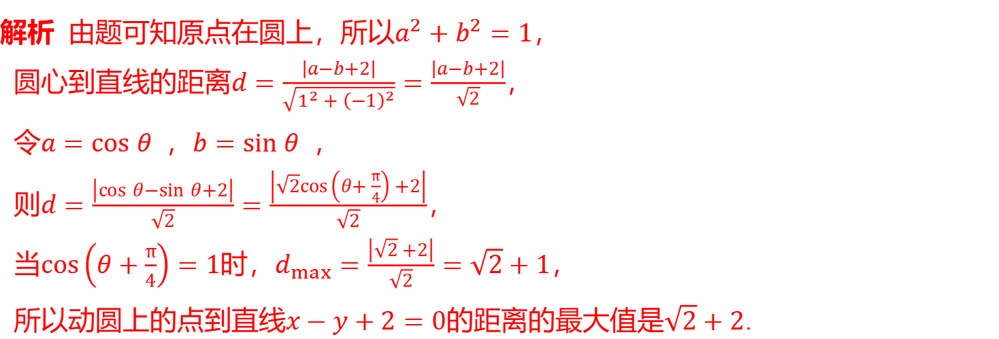 解析 由题可知原点在圆上，所以$a^2+b^2=1$，
圆心到直线的距离$d=\frac{|a-b+2|}{\sqrt{1^2+(-1)^2}}=\frac{|a-b+2|}{\sqrt{2}}$，
令$a=\cos\theta$，$b=\sin\theta$，
则$d=\frac{|\cos\theta-\sin\theta+2|}{\sqrt{2}}=\frac{\left|\sqrt{2}\cos\left(\theta+\frac{π}{4}\right)+2\right|}{\sqrt{2}}$，
当$\cos\left(\theta+\frac{π}{4}\right)=1$时，$d_{\max}=\frac{|\sqrt{2}+2|}{\sqrt{2}}=\sqrt{2}+1$，
所以动圆上的点到直线$x-y+2=0$的距离的最大值是$\sqrt{2}+2$.